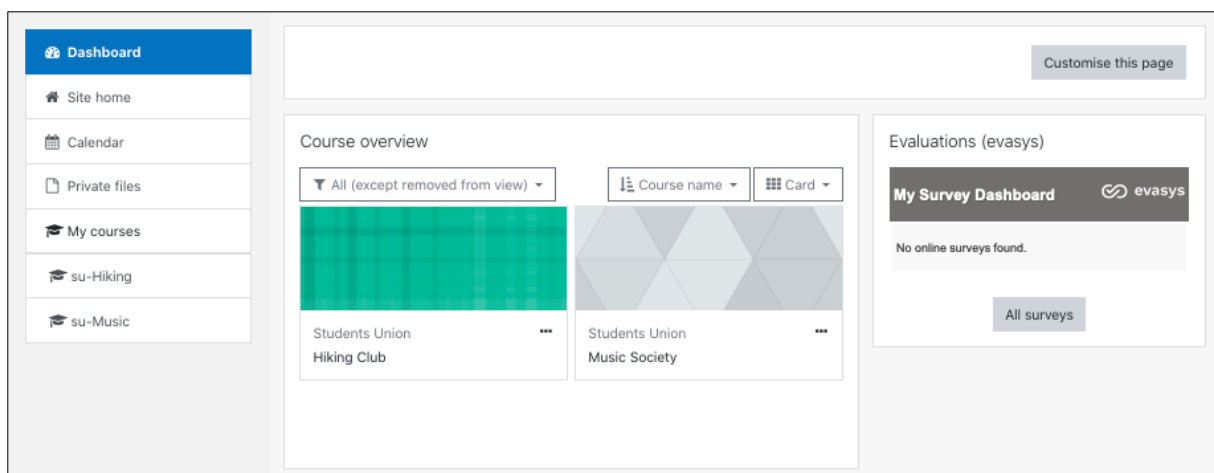 Dashboard
Site home
Calendar
Private files
My courses
su-Hiking
su-Music
Customise this page
Course overview
All (except removed from view)
Course name
Card
Students Union
Hiking Club
Students Union
Music Society
Evaluations (evasys)
My Survey Dashboard
evasys
No online surveys found.
All surveys